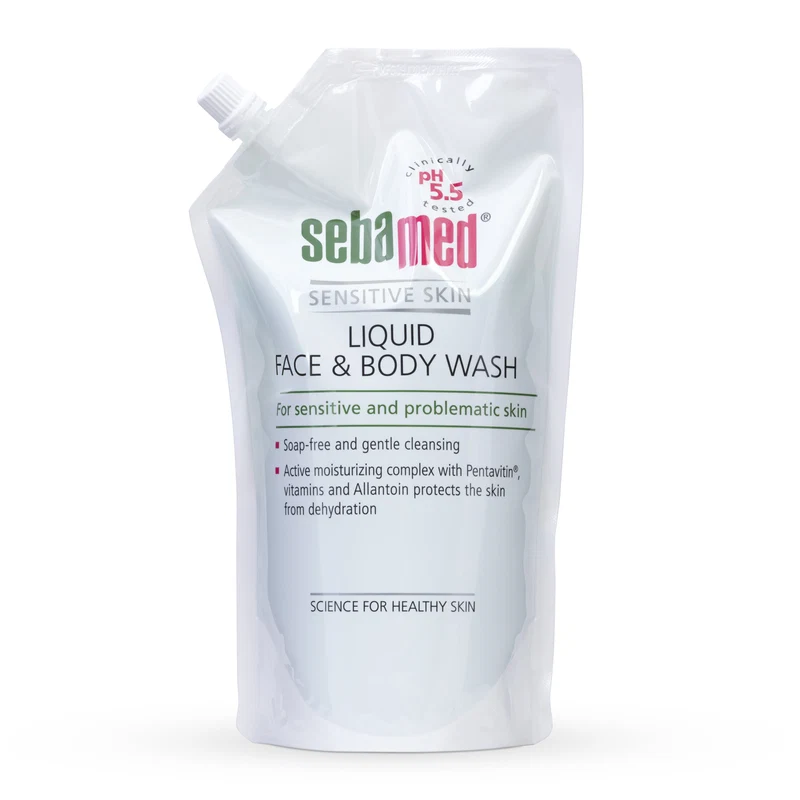 clinically
pH
5.5
tested
sebamed®
SENSITIVE SKIN
LIQUID
FACE & BODY WASH
For sensitive and problematic skin
▪ Soap-free and gentle cleansing
▪ Active moisturizing complex with Pentavitin®,
vitamins and Allantoin protects the skin
from dehydration
SCIENCE FOR HEALTHY SKIN